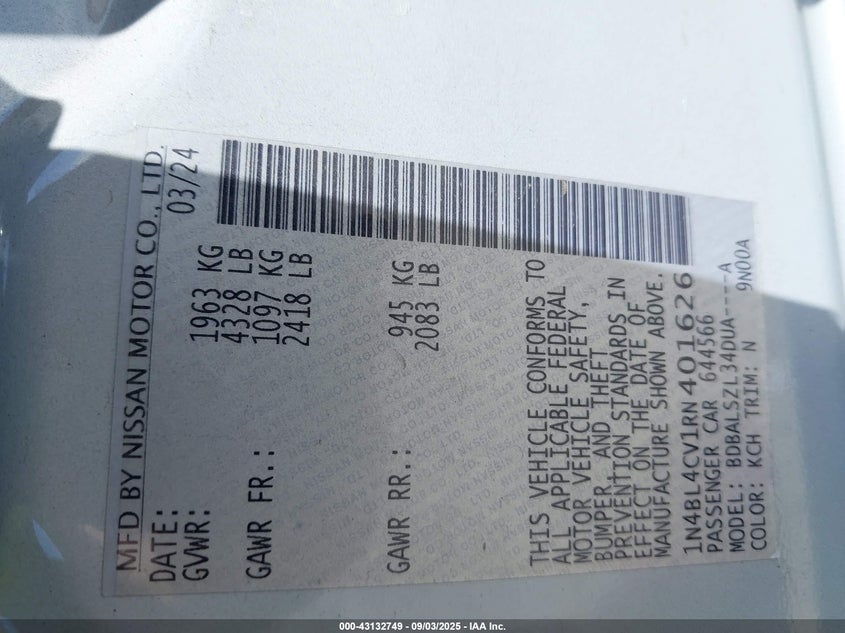 MFD BY NISSAN MOTOR CO., LTD.
DATE: 03/24
GVWR: 1963 KG
4328 LB
GAWR FR.: 1097 KG
2418 LB
GAWR RR.: 945 KG
2083 LB
THIS VEHICLE CONFORMS TO
ALL APPLICABLE FEDERAL
MOTOR VEHICLE SAFETY,
BUMPER, AND THEFT
PREVENTION STANDARDS IN
EFFECT ON THE DATE OF
MANUFACTURE SHOWN ABOVE.
1N4BL4CV1RN401626
PASSENGER CAR 644566
MODEL: BDBALSZL34DUA----A
COLOR: KCH TRIM: N 9N00A
000-43132749 - 09/03/2025 - IAA Inc.